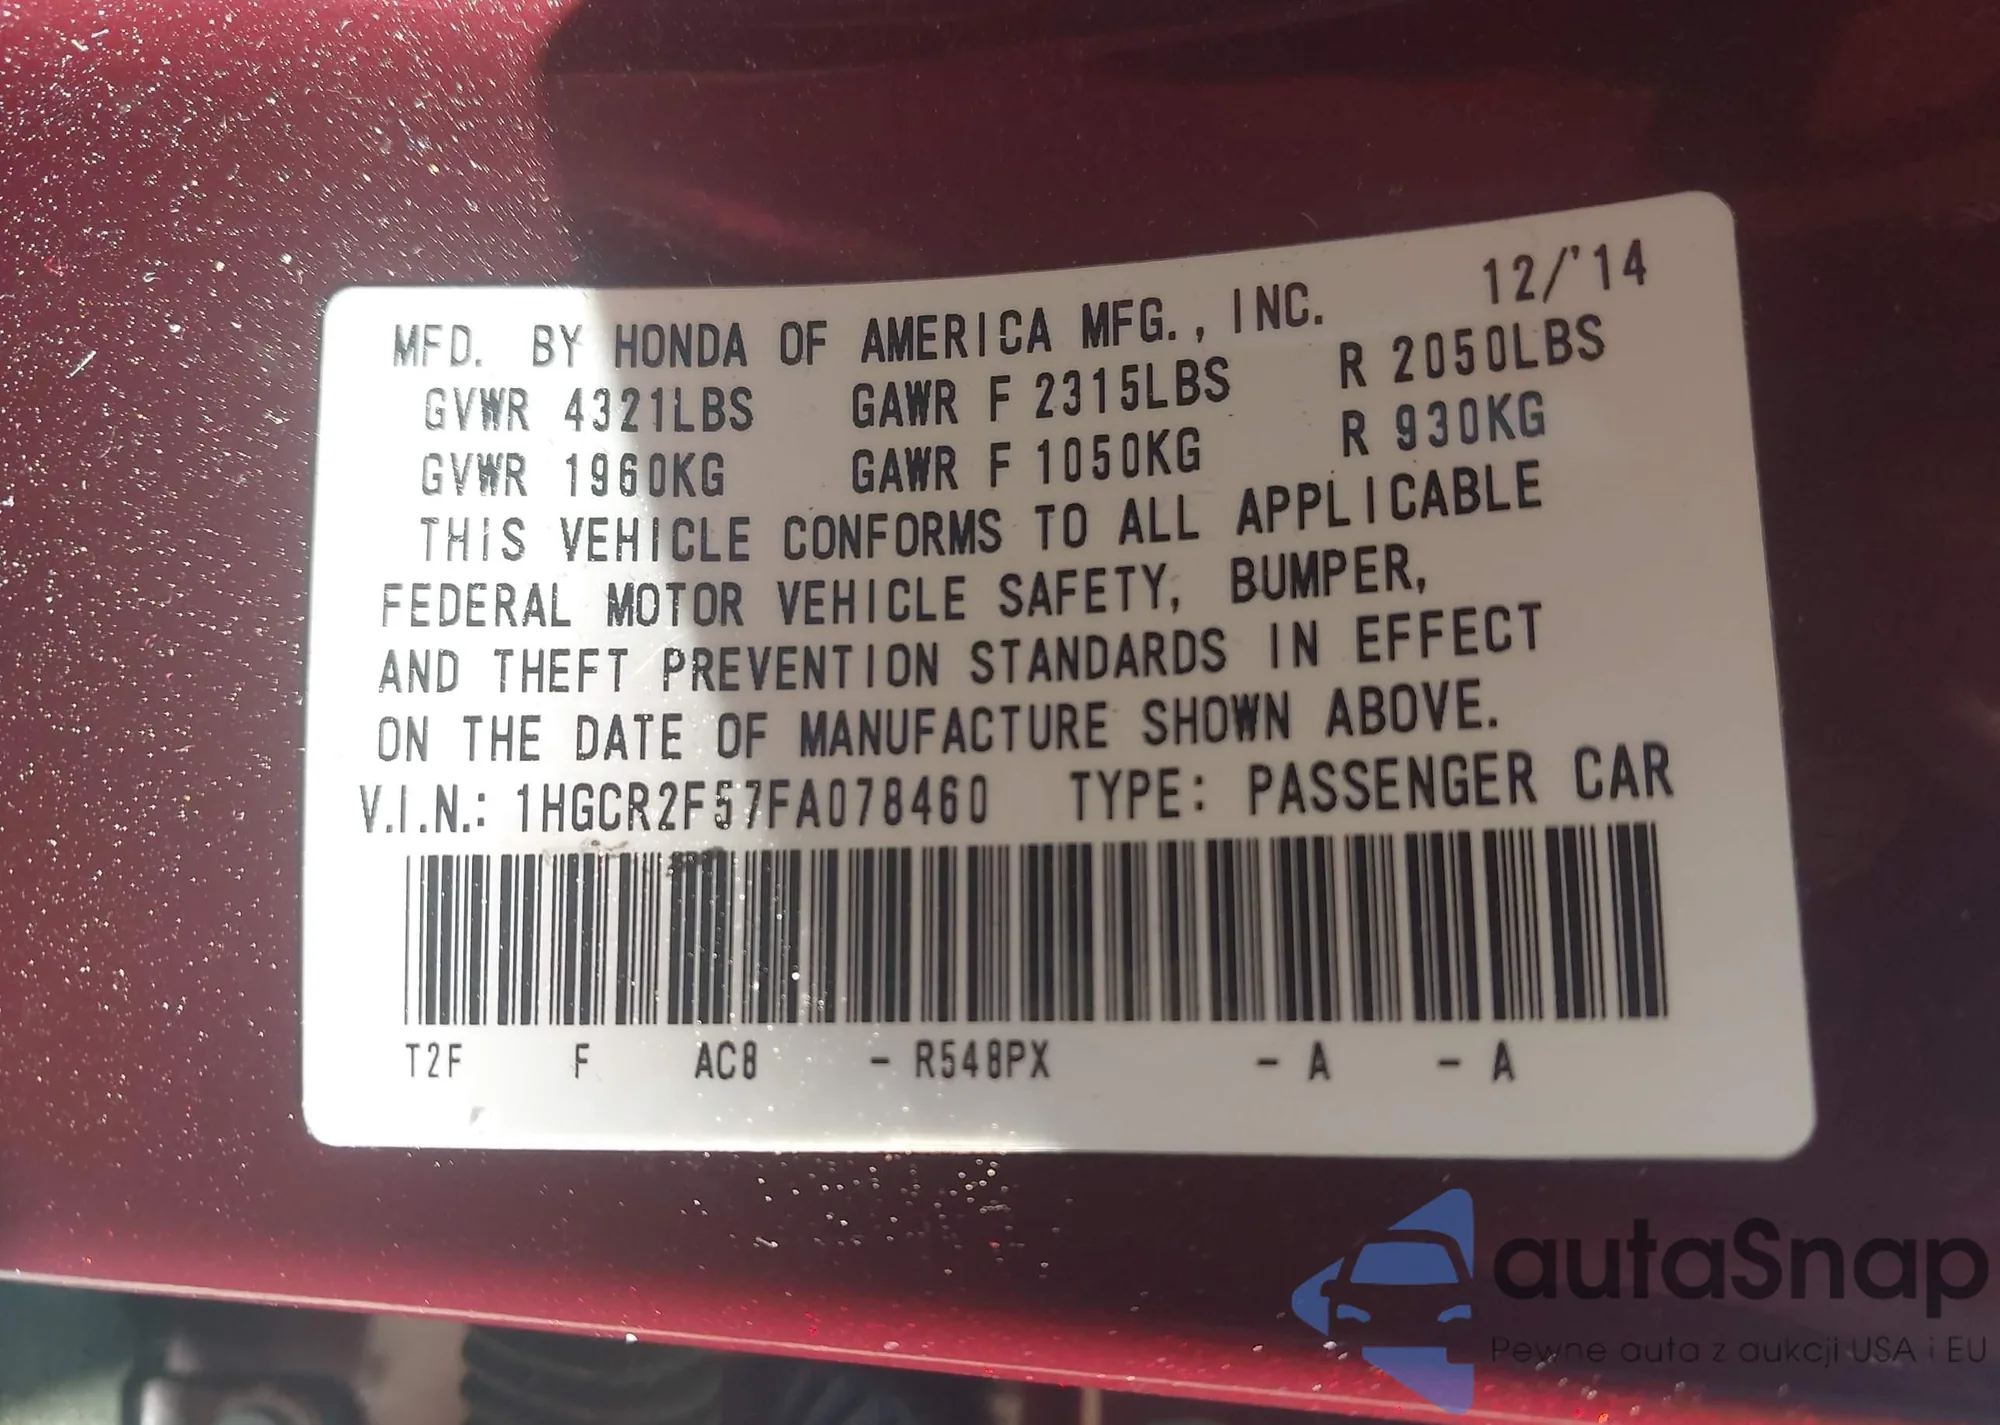 MFD. BY HONDA OF AMERICA MFG., INC. 12/'14
GVWR 4321LBS GAWR F 2315LBS R 2050LBS
GVWR 1960KG GAWR F 1050KG R 930KG
THIS VEHICLE CONFORMS TO ALL APPLICABLE
FEDERAL MOTOR VEHICLE SAFETY, BUMPER,
AND THEFT PREVENTION STANDARDS IN EFFECT
ON THE DATE OF MANUFACTURE SHOWN ABOVE.
V.I.N.: 1HGCR2F57FA078460 TYPE: PASSENGER CAR
T2F F AC8 - R548PX - A - A
autaSnap
Pewne auta z aukcji USA i EU